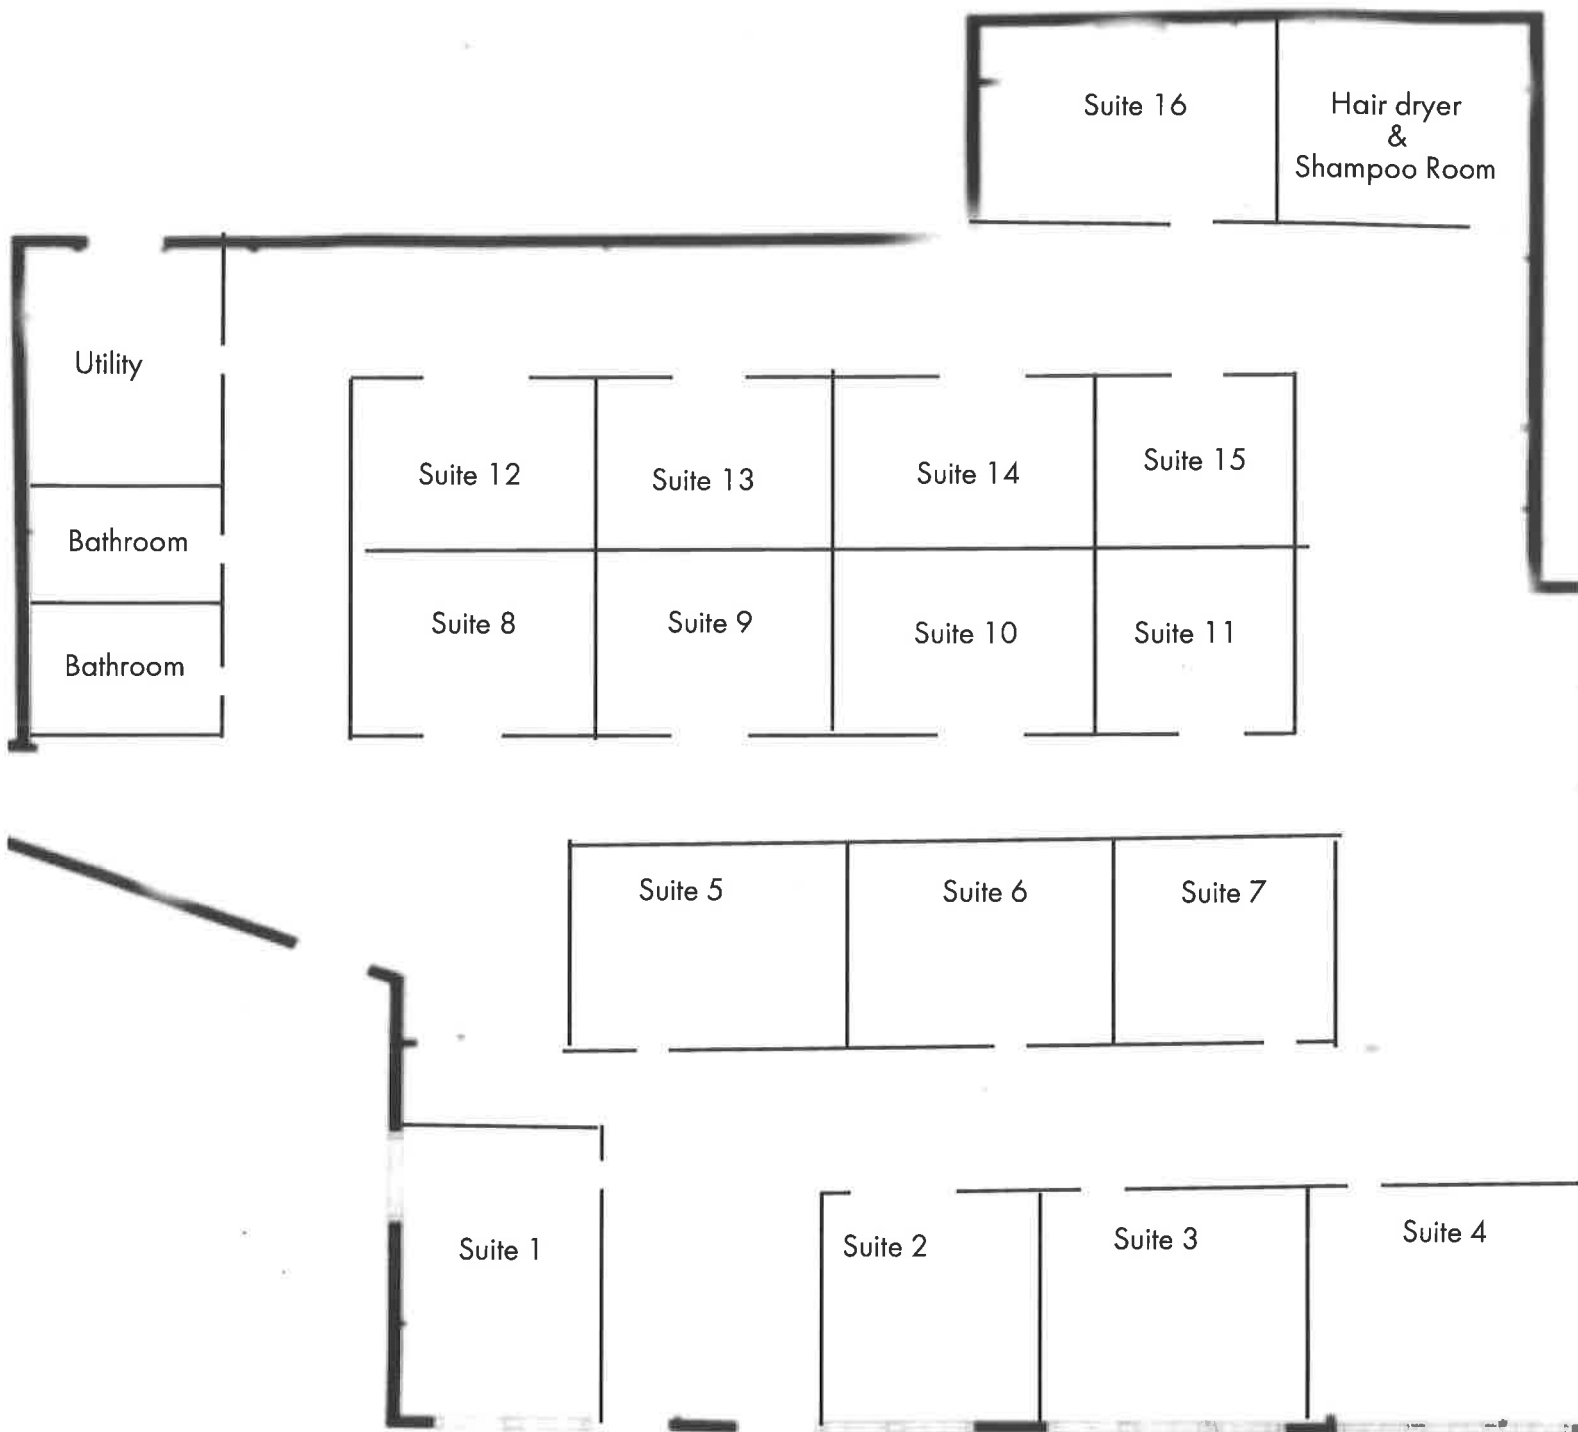 Suite 16
Hair dryer
&
Shampoo Room
Utility
Suite 12
Suite 13
Suite 14
Suite 15
Bathroom
Suite 8
Suite 9
Suite 10
Suite 11
Bathroom
Suite 5
Suite 6
Suite 7
Suite 1
Suite 2
Suite 3
Suite 4